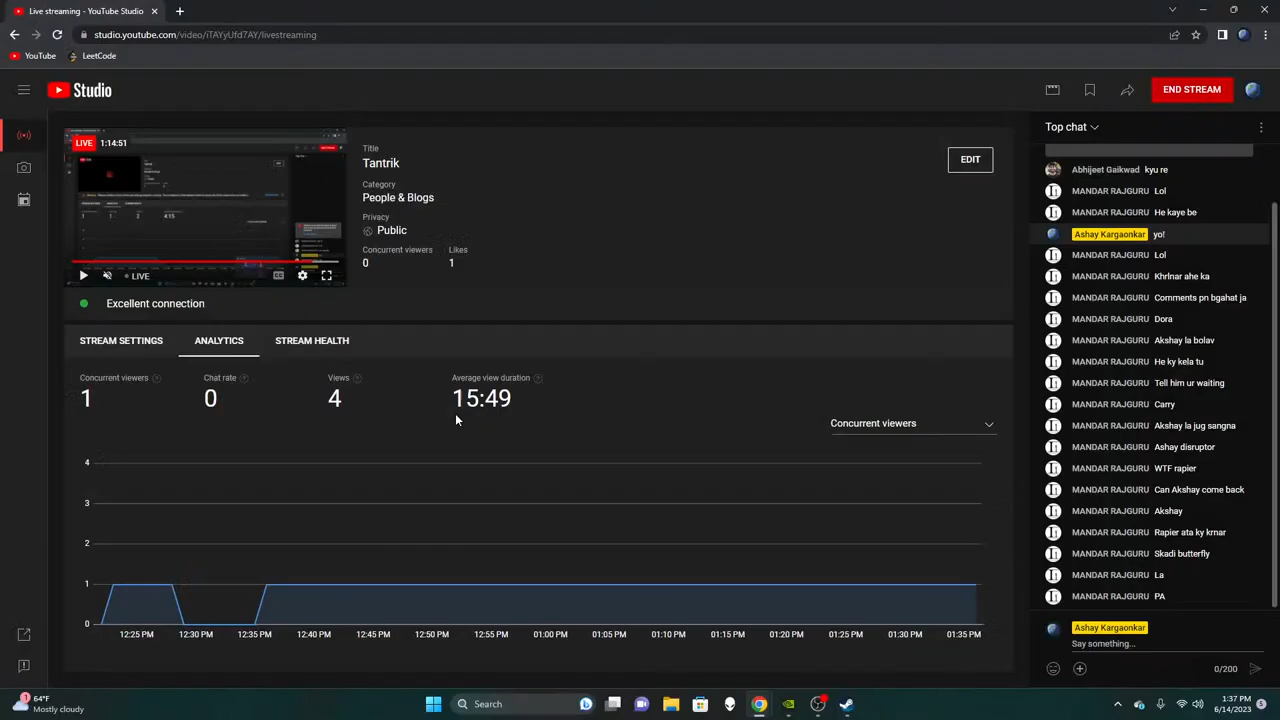 Live streaming - YouTube Studio
studio.youtube.com/video/iTAYyUfd7AY/livestreaming
YouTube LeetCode
Studio
END STREAM
LIVE 1:14:51
LIVE
Title
Tantrik
Category
People & Blogs
Privacy
Public
Concurrent viewers Likes
0 1
EDIT
Excellent connection
STREAM SETTINGS ANALYTICS STREAM HEALTH
Concurrent viewers Chat rate Views Average view duration
1 0 4 15:49
Concurrent viewers
4
3
2
1
0
12:25 PM 12:30 PM 12:35 PM 12:40 PM 12:45 PM 12:50 PM 12:55 PM 01:00 PM 01:05 PM 01:10 PM 01:15 PM 01:20 PM 01:25 PM 01:30 PM 01:35 PM
Top chat
Abhijeet Gaikwad kyu re
MANDAR RAJGURU Lol
MANDAR RAJGURU He kaye be
Ashay Kargaonkar yo!
MANDAR RAJGURU Lol
MANDAR RAJGURU Khrlnar ahe ka
MANDAR RAJGURU Comments pn bgahat ja
MANDAR RAJGURU Dora
MANDAR RAJGURU Akshay la bolav
MANDAR RAJGURU He ky kela tu
MANDAR RAJGURU Tell him ur waiting
MANDAR RAJGURU Carry
MANDAR RAJGURU Akshay la jug sangna
MANDAR RAJGURU Ashay disruptor
MANDAR RAJGURU WTF rapier
MANDAR RAJGURU Can Akshay come back
MANDAR RAJGURU Akshay
MANDAR RAJGURU Rapier ata ky krnar
MANDAR RAJGURU Skadi butterfly
MANDAR RAJGURU La
MANDAR RAJGURU PA
Ashay Kargaonkar
Say something...
0/200
1
64°F
Mostly cloudy
Search
1:37 PM
6/14/2023